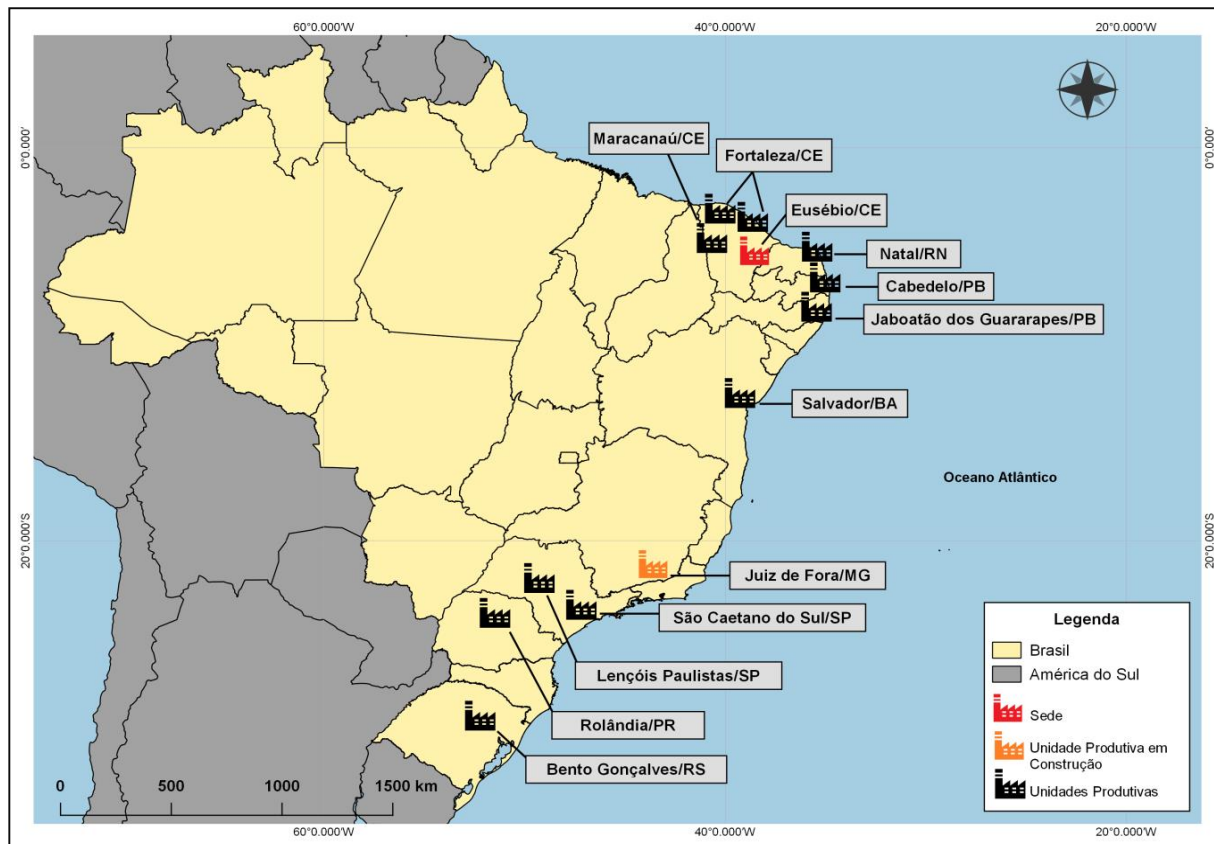 60°0.000'W
40°0.000'W
20°0.000'W
0°0.000'
0°0.000'
Maracanaú/CE
Fortaleza/CE
Eusébio/CE
Natal/RN
Cabedelo/PB
Jaboatão dos Guararapes/PB
Salvador/BA
Oceano Atlântico
20°0.000'S
20°0.000'S
Juiz de Fora/MG
São Caetano do Sul/SP
Lençóis Paulistas/SP
Rolândia/PR
Bento Gonçalves/RS
Legenda
Brasil
América do Sul
Sede
Unidade Produtiva em
Construção
Unidades Produtivas
0 500 1000 1500 km
60°0.000'W
40°0.000'W
20°0.000'W